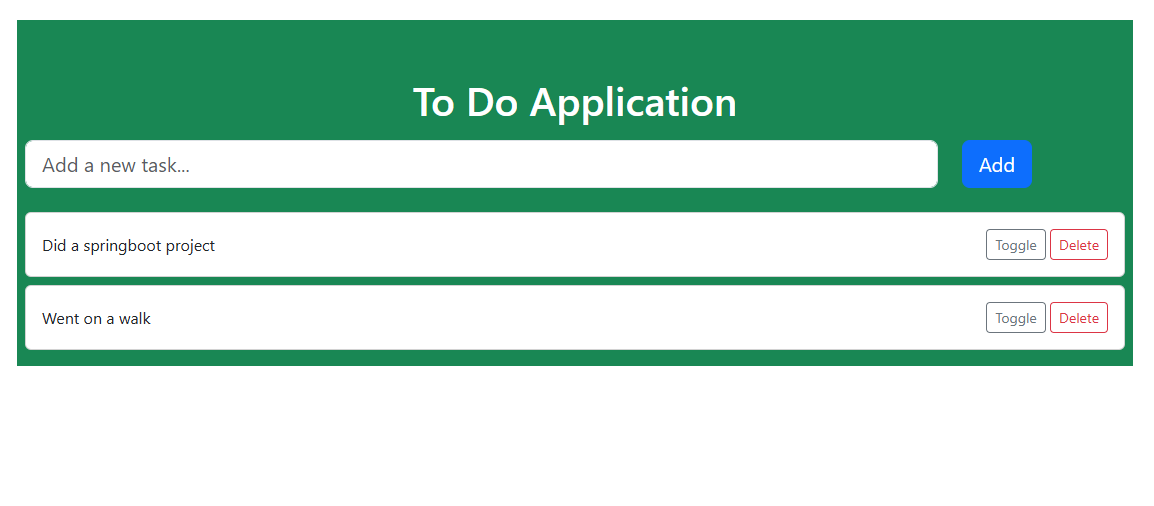 To Do Application
Add a new task...
Add
Did a springboot project
Toggle
Delete
Went on a walk
Toggle
Delete